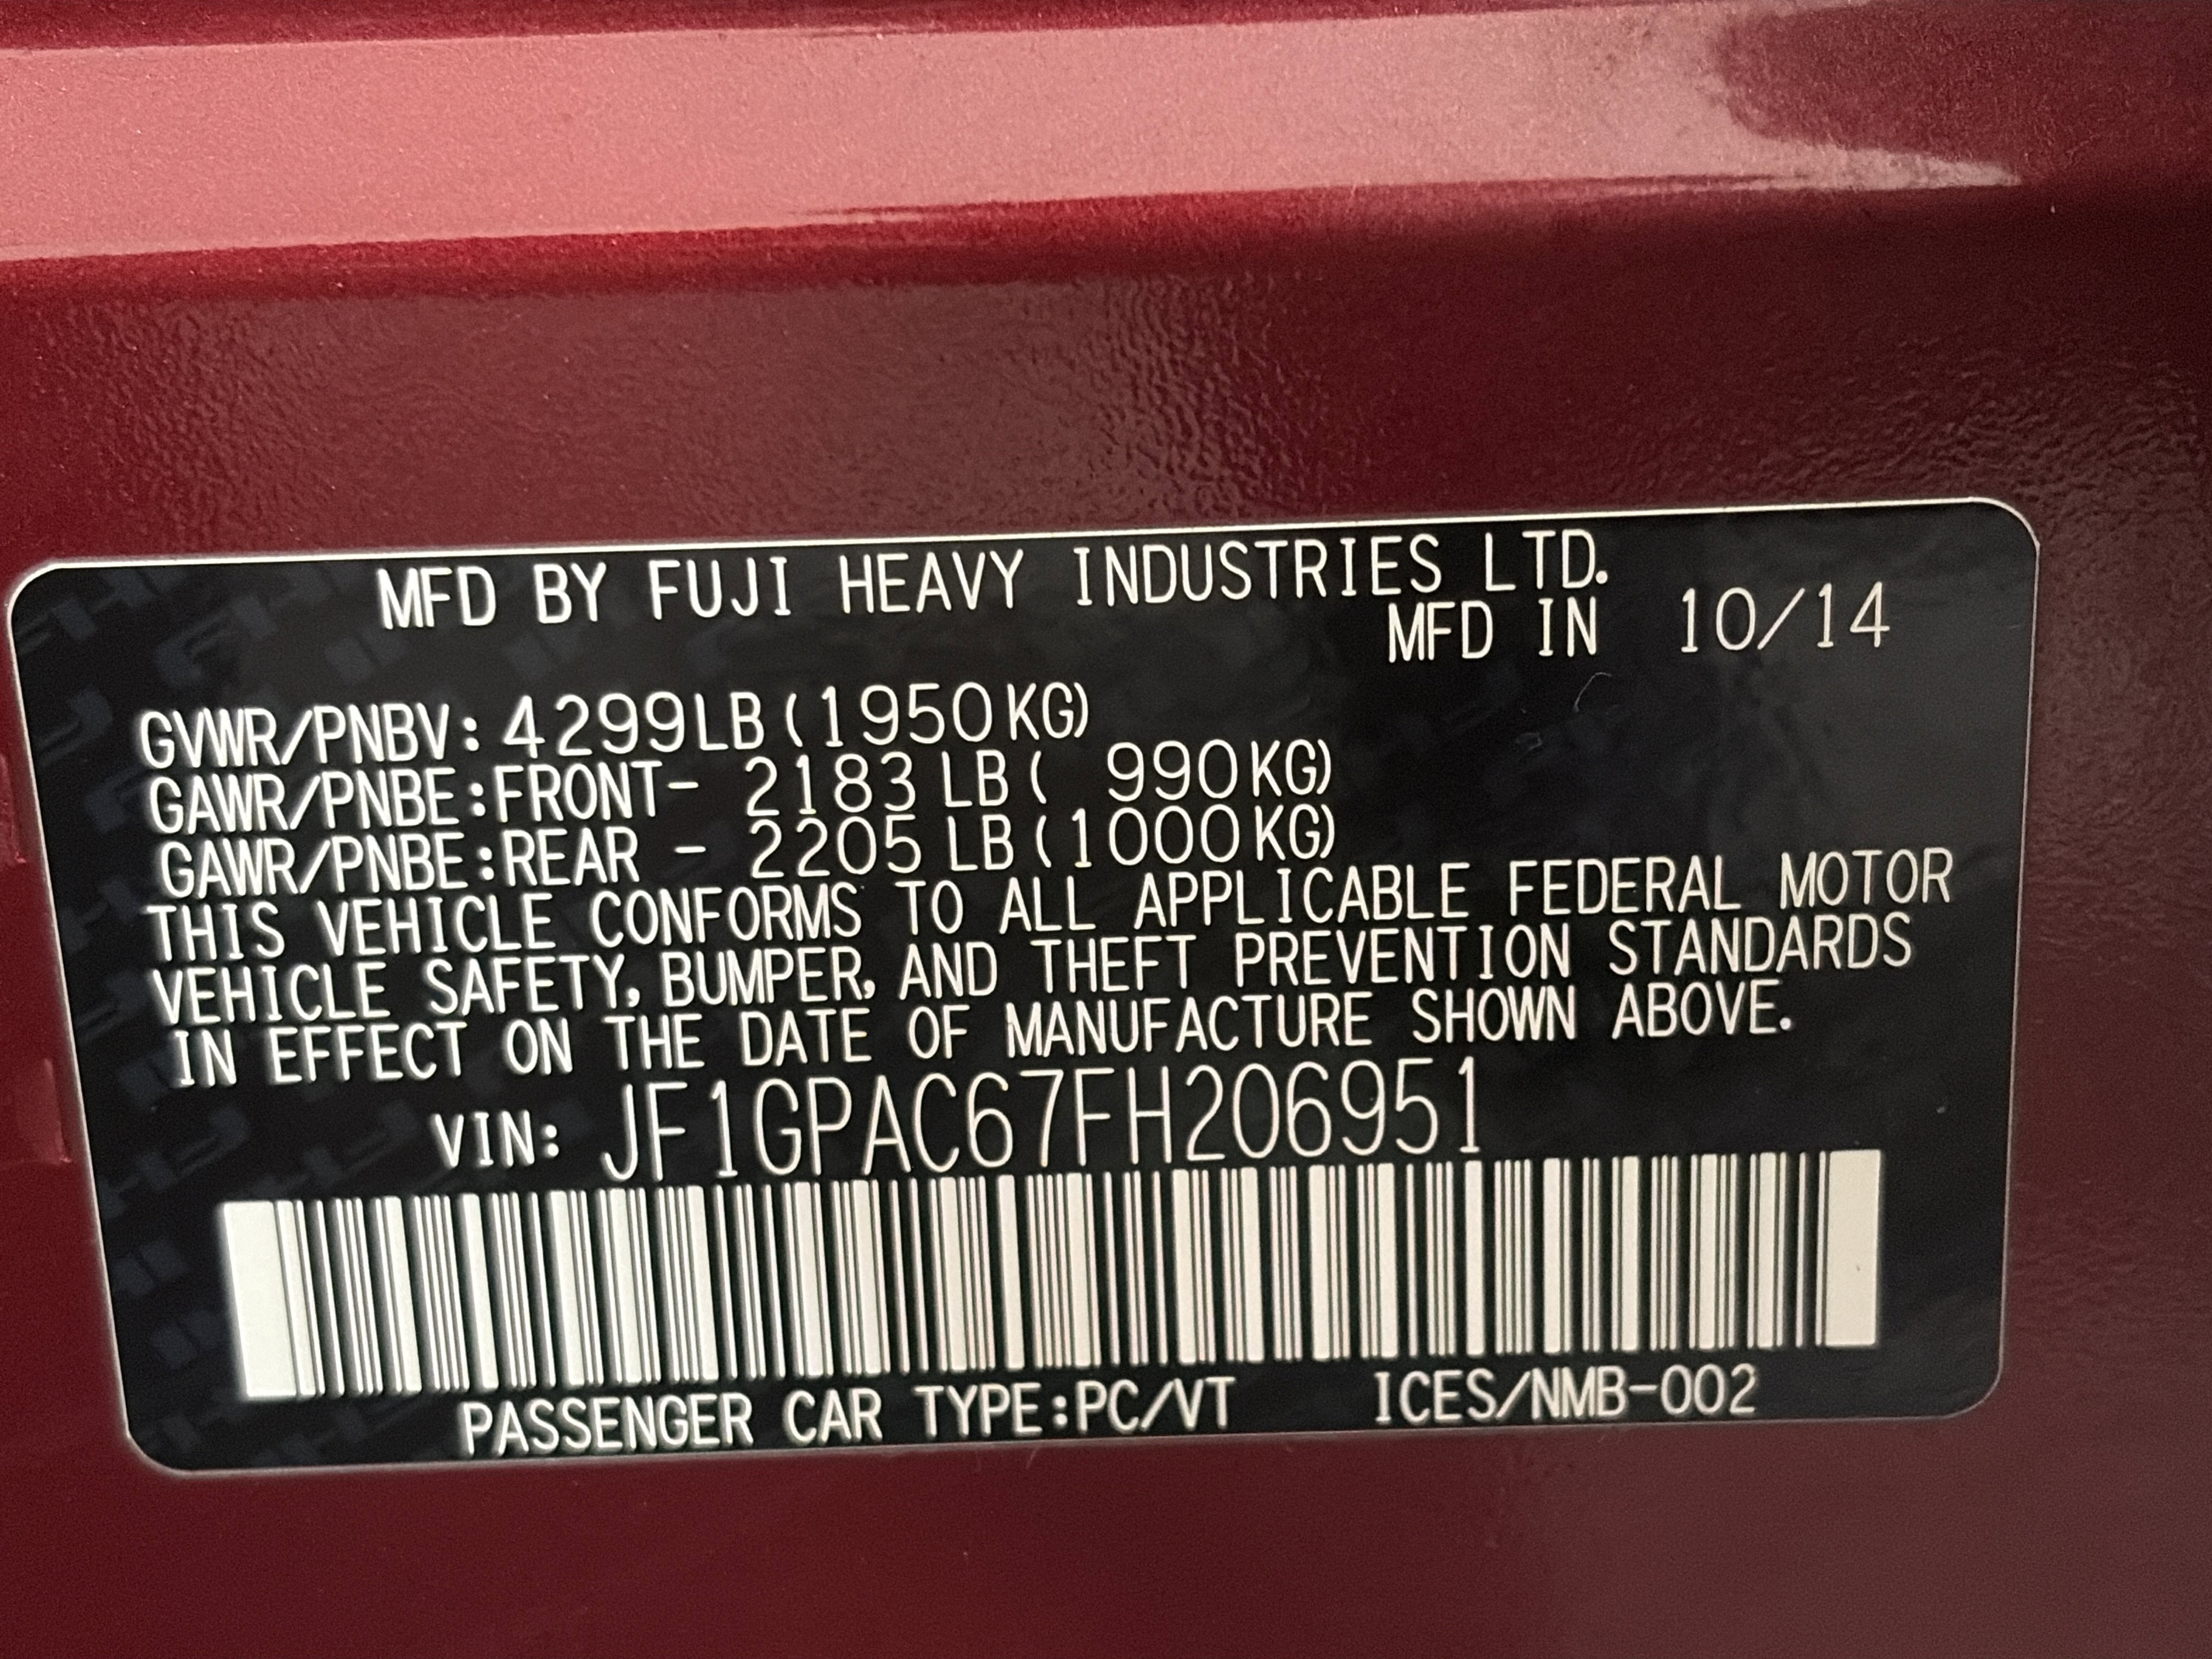 MFD BY FUJI HEAVY INDUSTRIES LTD.
MFD IN 10/14
GVWR/PNBV: 4299LB (1950KG)
GAWR/PNBE:FRONT- 2183 LB ( 990KG)
GAWR/PNBE:REAR - 2205 LB (1000KG)
THIS VEHICLE CONFORMS TO ALL APPLICABLE FEDERAL MOTOR
VEHICLE SAFETY, BUMPER, AND THEFT PREVENTION STANDARDS
IN EFFECT ON THE DATE OF MANUFACTURE SHOWN ABOVE.
VIN: JF1GPAC67FH206951
PASSENGER CAR TYPE:PC/VT ICES/NMB-002